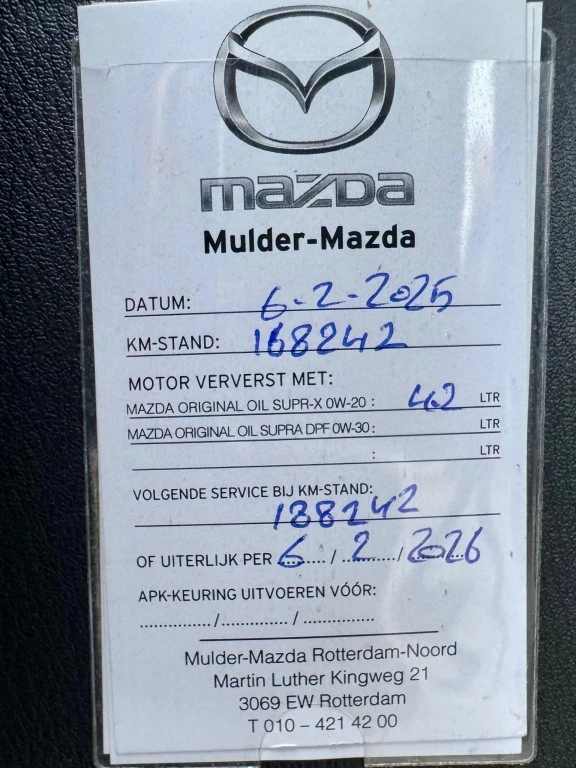 mazda
Mulder-Mazda
DATUM: 6-2-2025
KM-STAND: 168242
MOTOR VERVERST MET:
MAZDA ORIGINAL OIL SUPR-X 0W-20 : 4.2 LTR
MAZDA ORIGINAL OIL SUPRA DPF 0W-30 : LTR
: LTR
VOLGENDE SERVICE BIJ KM-STAND:
188242
OF UITERLIJK PER 6 / 2 / 2026
APK-KEURING UITVOEREN VÓÓR:
............... / ............... / ...............
Mulder-Mazda Rotterdam-Noord
Martin Luther Kingweg 21
3069 EW Rotterdam
T 010 – 421 42 00